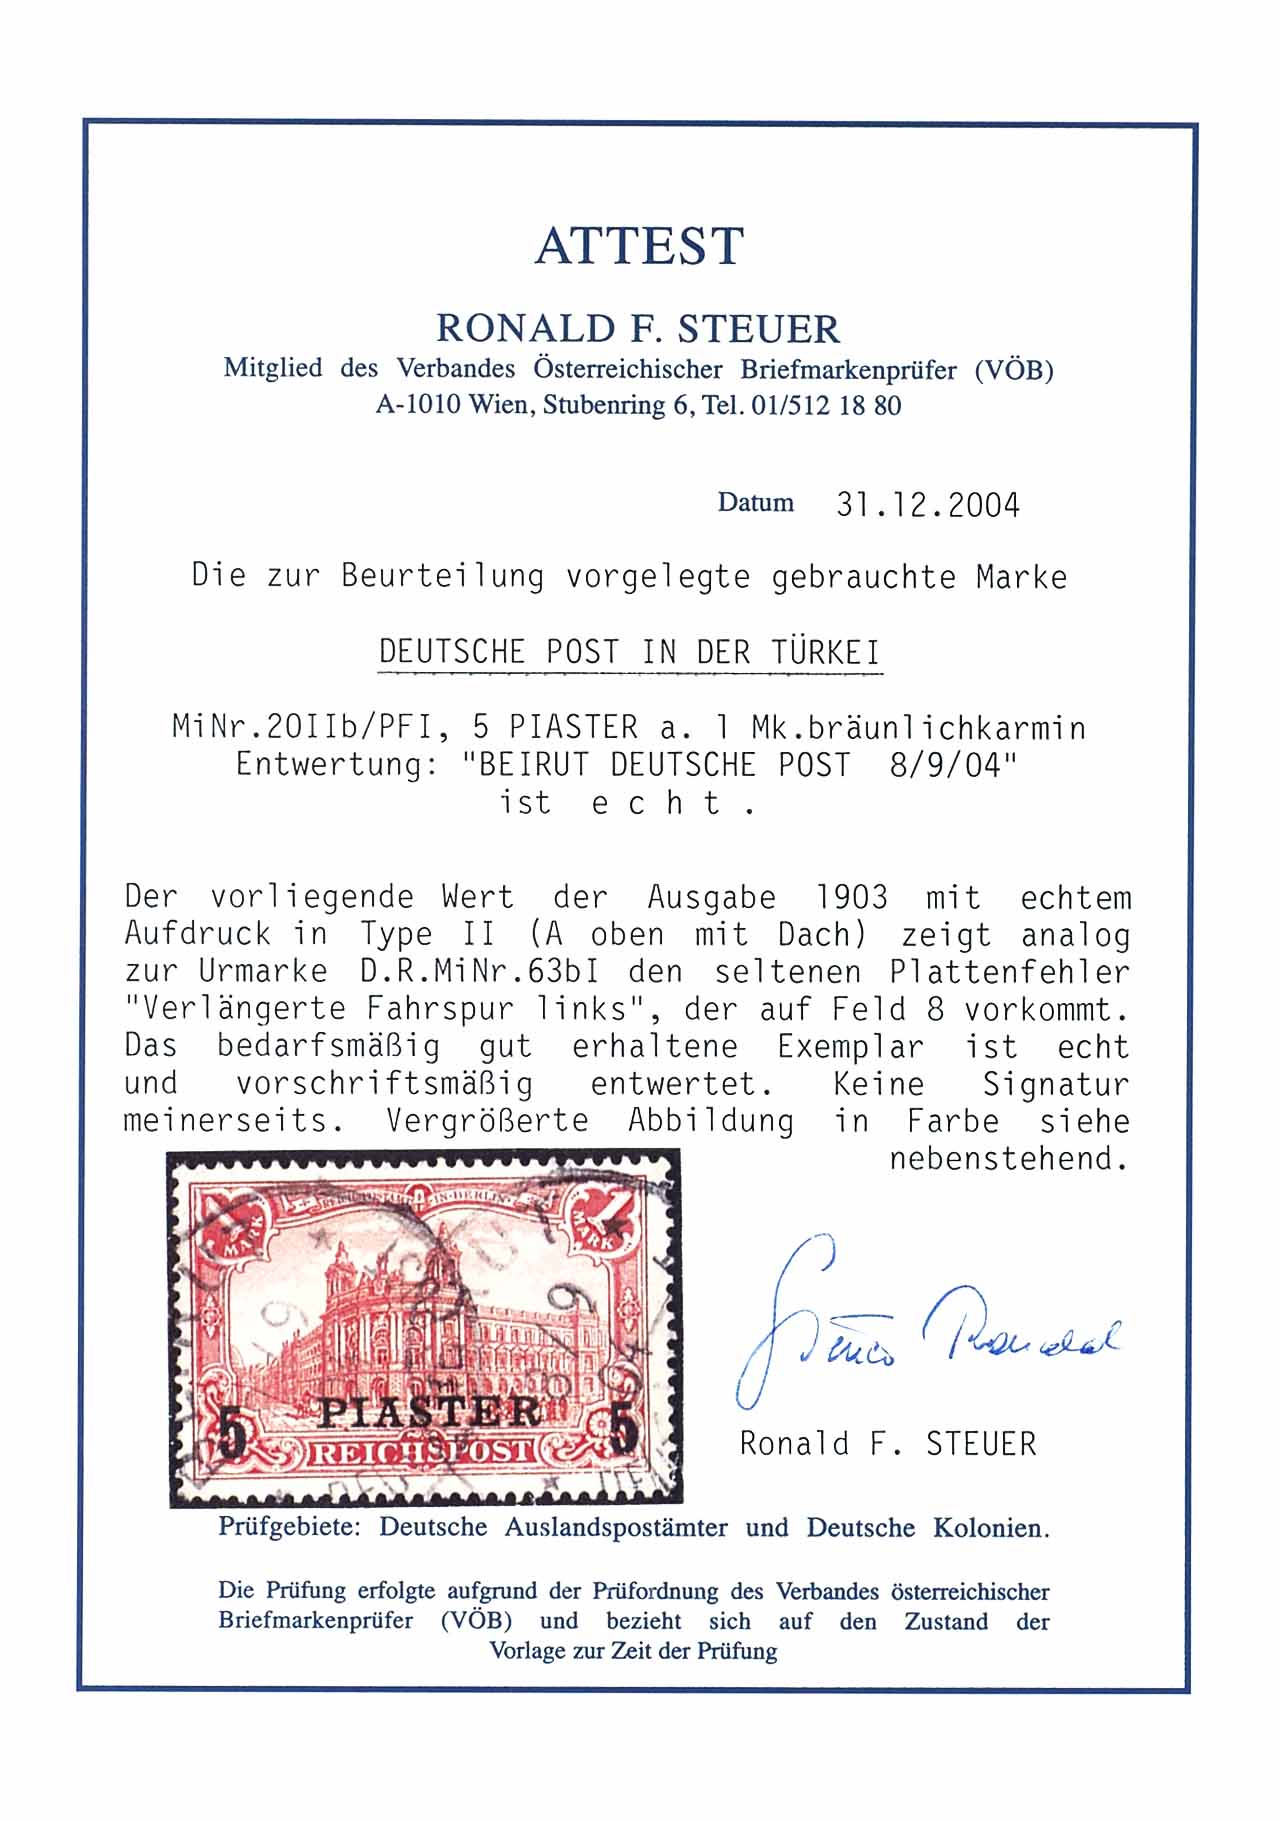 ATTEST
RONALD F. STEUER
Mitglied des Verbandes Österreichischer Briefmarkenprüfer (VÖB)
A-1010 Wien, Stubenring 6, Tel. 01/512 18 80
Datum 31.12.2004
Die zur Beurteilung vorgelegte gebrauchte Marke
DEUTSCHE POST IN DER TÜRKEI
MiNr.20IIb/PFI, 5 PIASTER a. 1 Mk.bräunlichkarmin
Entwertung: "BEIRUT DEUTSCHE POST 8/9/04"
ist e c h t .
Der vorliegende Wert der Ausgabe 1903 mit echtem
Aufdruck in Type II (A oben mit Dach) zeigt analog
zur Urmarke D.R.MiNr.63bI den seltenen Plattenfehler
"Verlängerte Fahrspur links", der auf Feld 8 vorkommt.
Das bedarfsmäßig gut erhaltene Exemplar ist echt
und vorschriftsmäßig entwertet. Keine Signatur
meinerseits. Vergrößerte Abbildung in Farbe siehe
nebenstehend.
1 MARK
1 MARK
5 PIASTER 5
REICHSPOST
Steuer Ronald
Ronald F. STEUER
Prüfgebiete: Deutsche Auslandspostämter und Deutsche Kolonien.
Die Prüfung erfolgte aufgrund der Prüfordnung des Verbandes österreichischer
Briefmarkenprüfer (VÖB) und bezieht sich auf den Zustand der
Vorlage zur Zeit der Prüfung